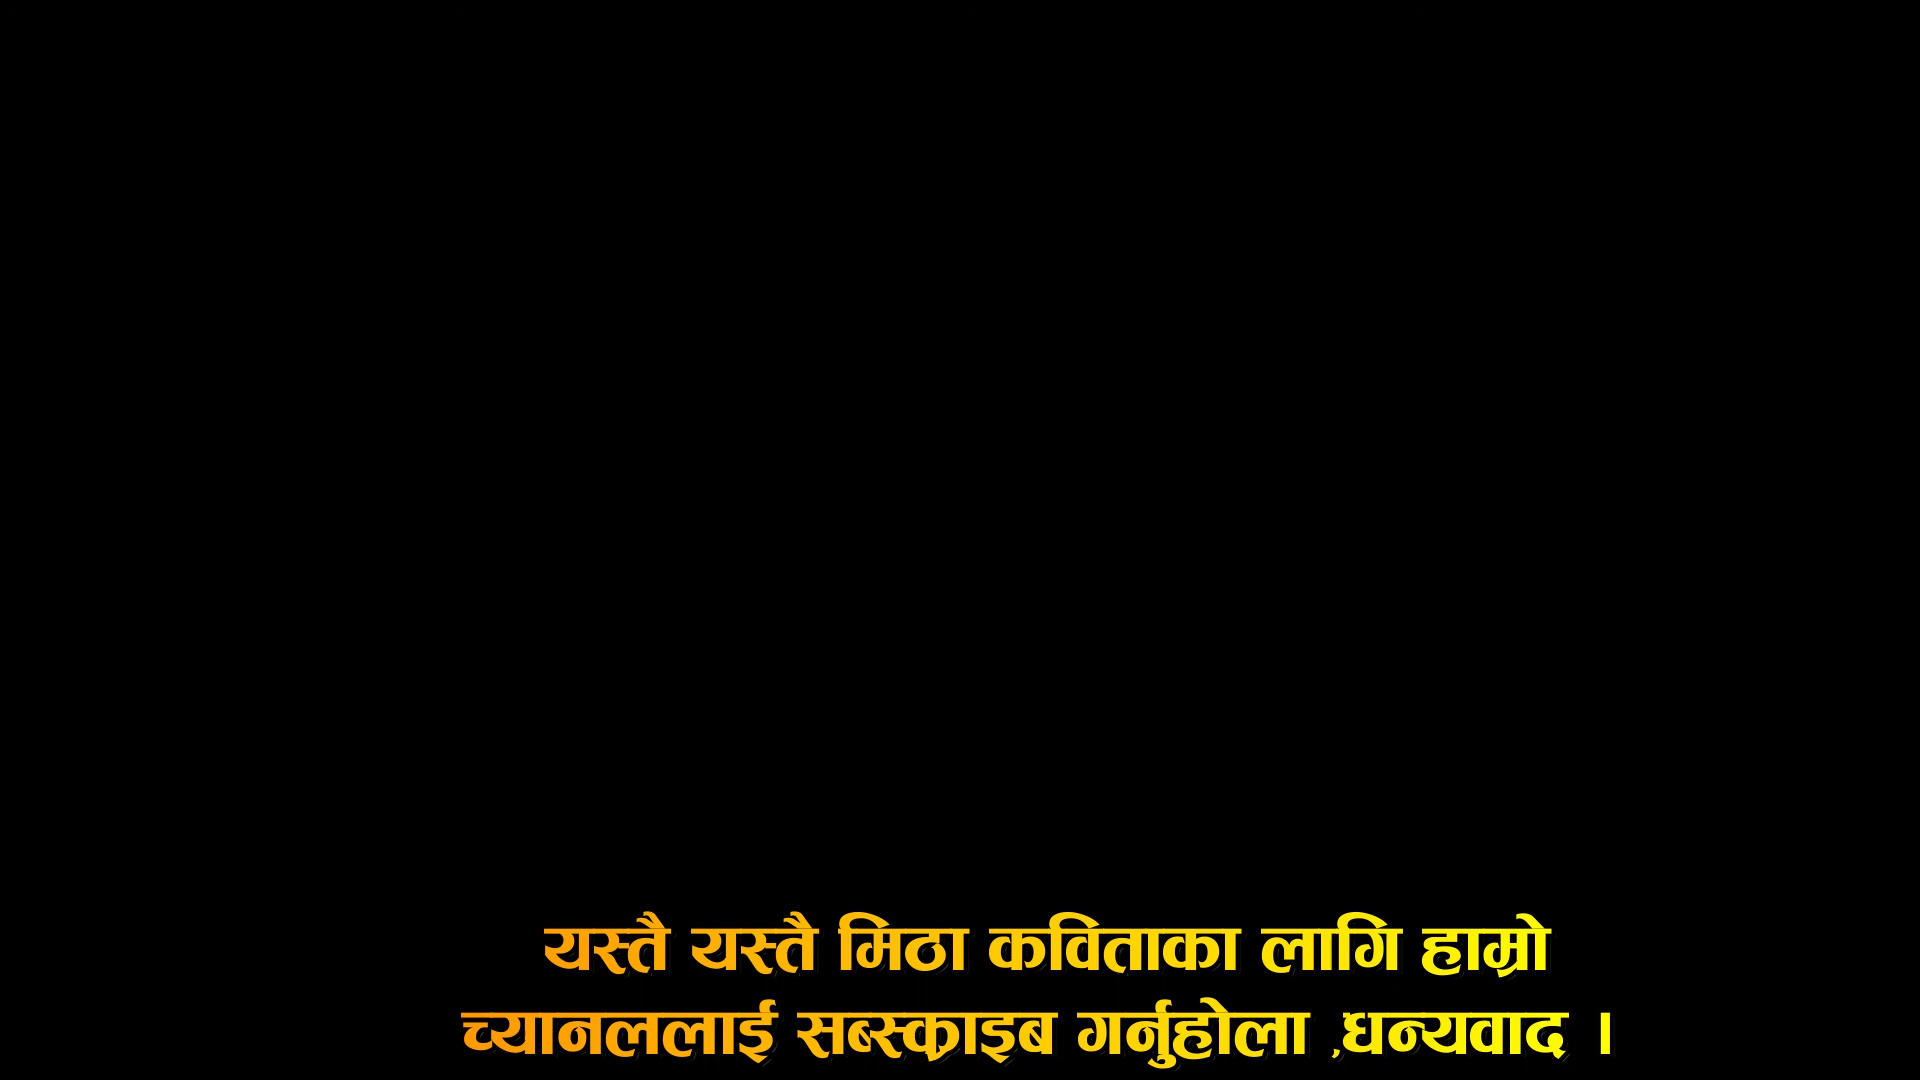 यस्तै यस्तै मिठा कविताका लागि हाम्रो
च्यानललाई सब्स्क्राइब गर्नुहोला ,धन्यवाद ।